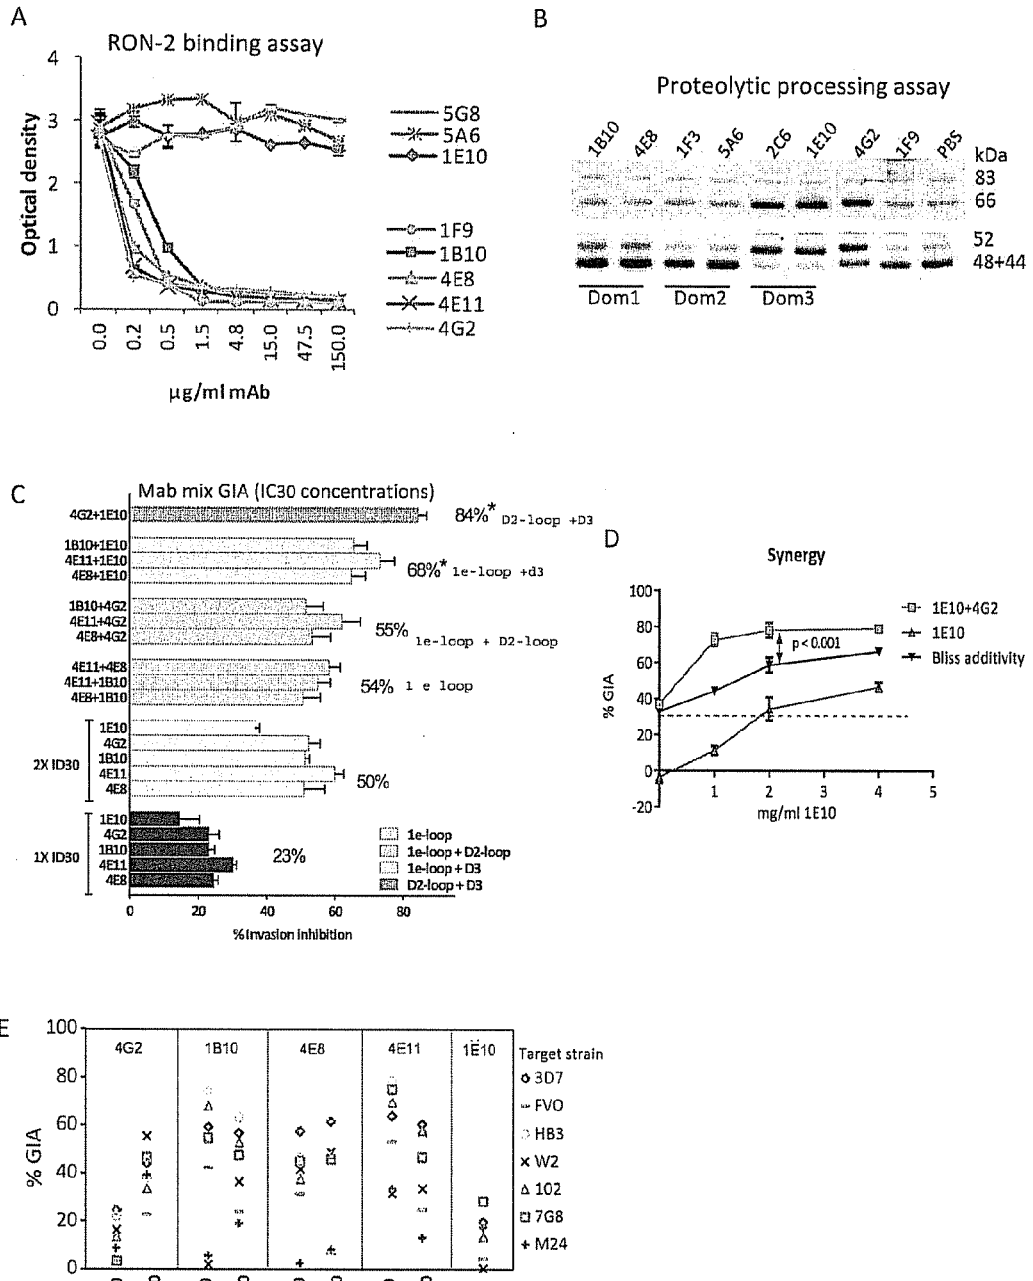 A
RON-2 binding assay
4
3
2
1
0
Optical density
0.0
0.2
0.5
1.5
4.8
15.0
47.5
150.0
µg/ml mAb
5G8
5A6
1E10
1F9
1B10
4E8
4E11
4G2
B
Proteolytic processing assay
1B10
4E8
1F3
5A6
2C6
1E10
4G2
1F9
PBS
kDa
83
66
52
48+44
Dom1
Dom2
Dom3
C
Mab mix GIA (IC30 concentrations)
4G2+1E10
84%* D2-loop +D3
1B10+1E10
4E11+1E10
4E8+1E10
68%* 1e-loop +d3
1B10+4G2
4E11+4G2
4E8+4G2
55% 1e-loop + D2-loop
4E11+4E8
4E11+1B10
4E8+1B10
54% 1 e loop
2X ID30
1E10
4G2
1B10
4E11
4E8
50%
1X ID30
1E10
4G2
1B10
4E11
4E8
23%
1e-loop
1e-loop + D2-loop
1e-loop + D3
D2-loop + D3
0
20
40
60
80
% Invasion Inhibition
D
Synergy
100
80
60
40
20
0
-20
% GIA
1
2
3
4
5
mg/ml 1E10
p<0.001
1E10+4G2
1E10
Bliss additivity
E
100
80
60
40
20
0
% GIA
4G2
1B10
4E8
4E11
1E10
Target strain
3D7
FVO
HB3
W2
102
7G8
M24